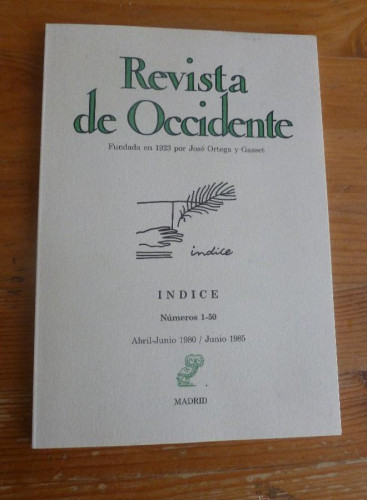 Revista
de Occidente
Fundada en 1923 por José Ortega y Gasset
indice
INDICE
Números 1-50
Abril-Junio 1980 / Junio 1985
MADRID